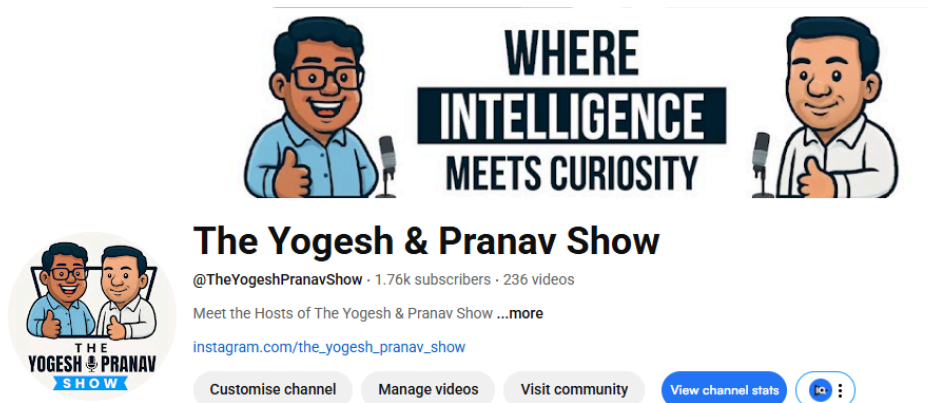 WHERE
INTELLIGENCE
MEETS CURIOSITY
The Yogesh & Pranav Show
@TheYogeshPranavShow · 1.76k subscribers · 236 videos
Meet the Hosts of The Yogesh & Pranav Show ...more
instagram.com/the_yogesh_pranav_show
THE
YOGESH PRANAV
SHOW
Customise channel Manage videos Visit community View channel stats